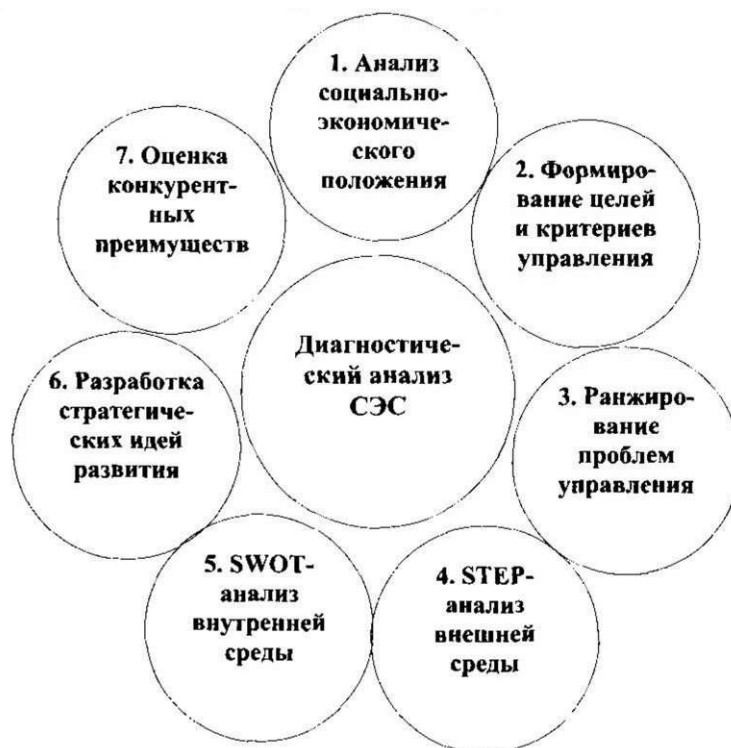 1. Анализ
социально-
экономиче-
ского
положения
2. Формиро-
вание целей
и критериев
управления
3. Ранжиро-
вание
проблем
управления
4. STEP-
анализ
внешней
среды
5. SWOT-
анализ
внутренней
среды
6. Разработка
стратегиче-
ских идей
развития
7. Оценка
конкурент-
ных
преимуществ
Диагностиче-
ский анализ
СЭС